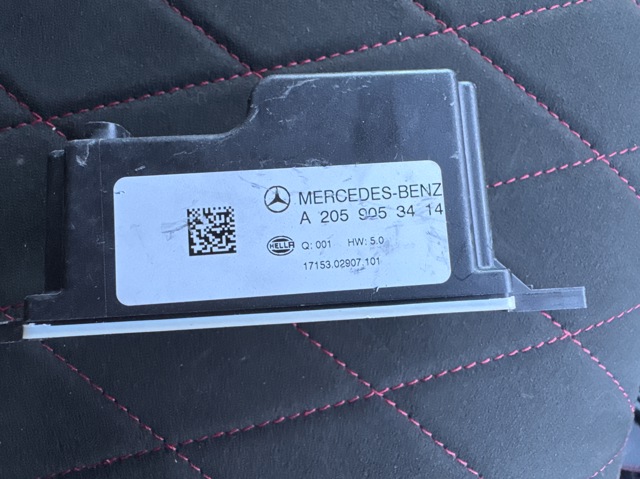 MERCEDES-BENZ
A 205 905 34 14
HELLA Q: 001 HW: 5.0
17153.02907.101